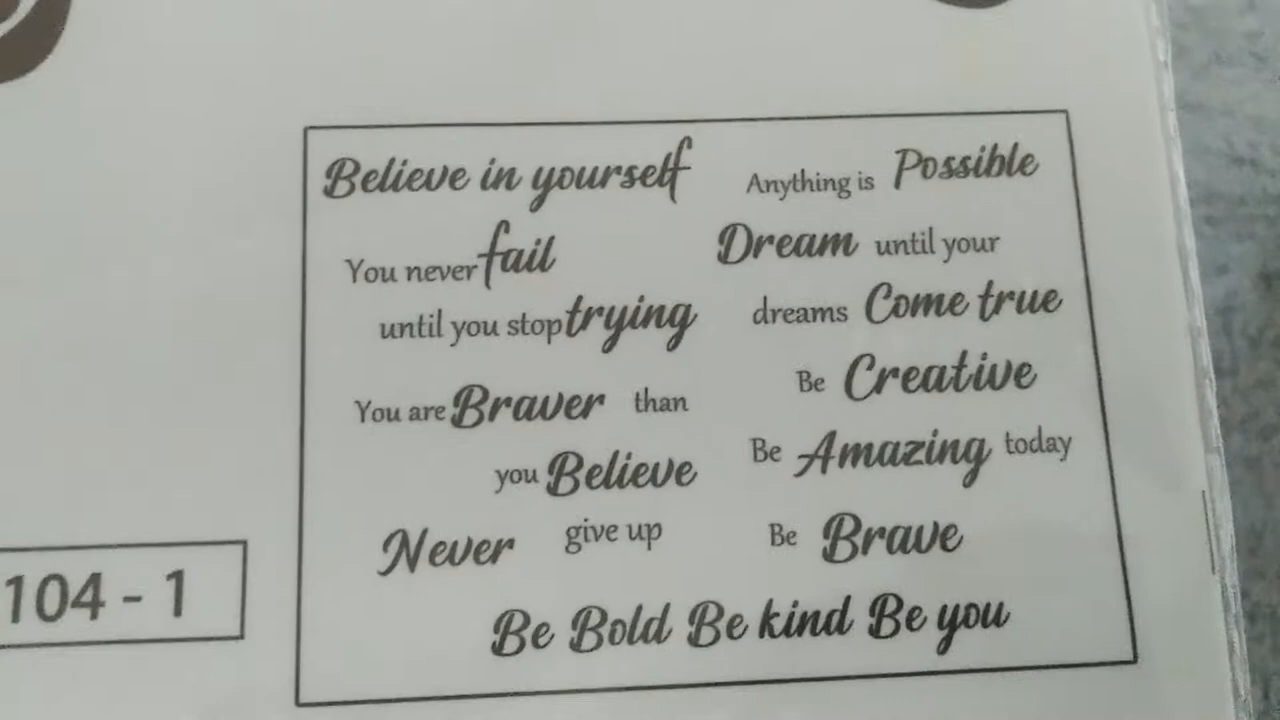 Believe in yourself
You never fail
until you stop trying
You are Braver than
you Believe
Never give up
Anything is Possible
Dream until your
dreams Come true
Be Creative
Be Amazing today
Be Brave
Be Bold Be kind Be you
104 - 1